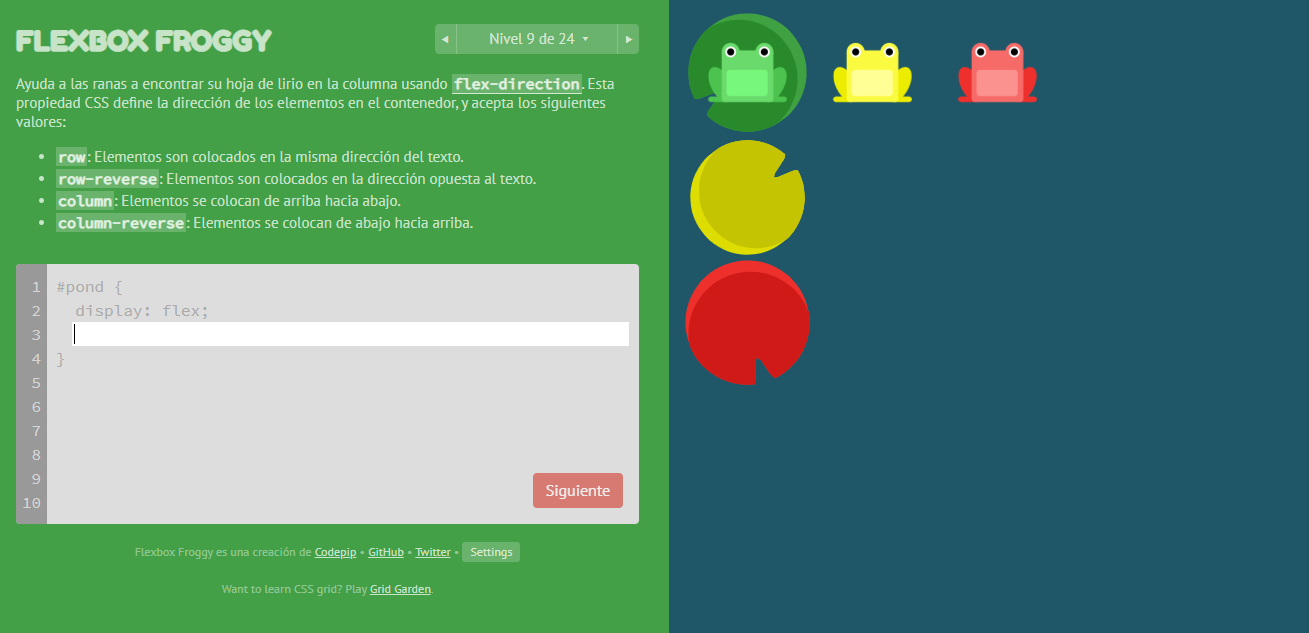 FLEXBOX FROGGY
◀ Nivel 9 de 24 ▾ ▶
Ayuda a las ranas a encontrar su hoja de lirio en la columna usando flex-direction. Esta
propiedad CSS define la dirección de los elementos en el contenedor, y acepta los siguientes
valores:
• row: Elementos son colocados en la misma dirección del texto.
• row-reverse: Elementos son colocados en la dirección opuesta al texto.
• column: Elementos se colocan de arriba hacia abajo.
• column-reverse: Elementos se colocan de abajo hacia arriba.
1 #pond {
2 display: flex;
3
4 }
5
6
7
8
9
10
Siguiente
Flexbox Froggy es una creación de Codepip • GitHub • Twitter • Settings
Want to learn CSS grid? Play Grid Garden.